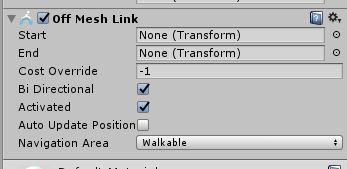 Off Mesh Link
Start None (Transform)
End None (Transform)
Cost Override -1
Bi Directional
Activated
Auto Update Position
Navigation Area Walkable